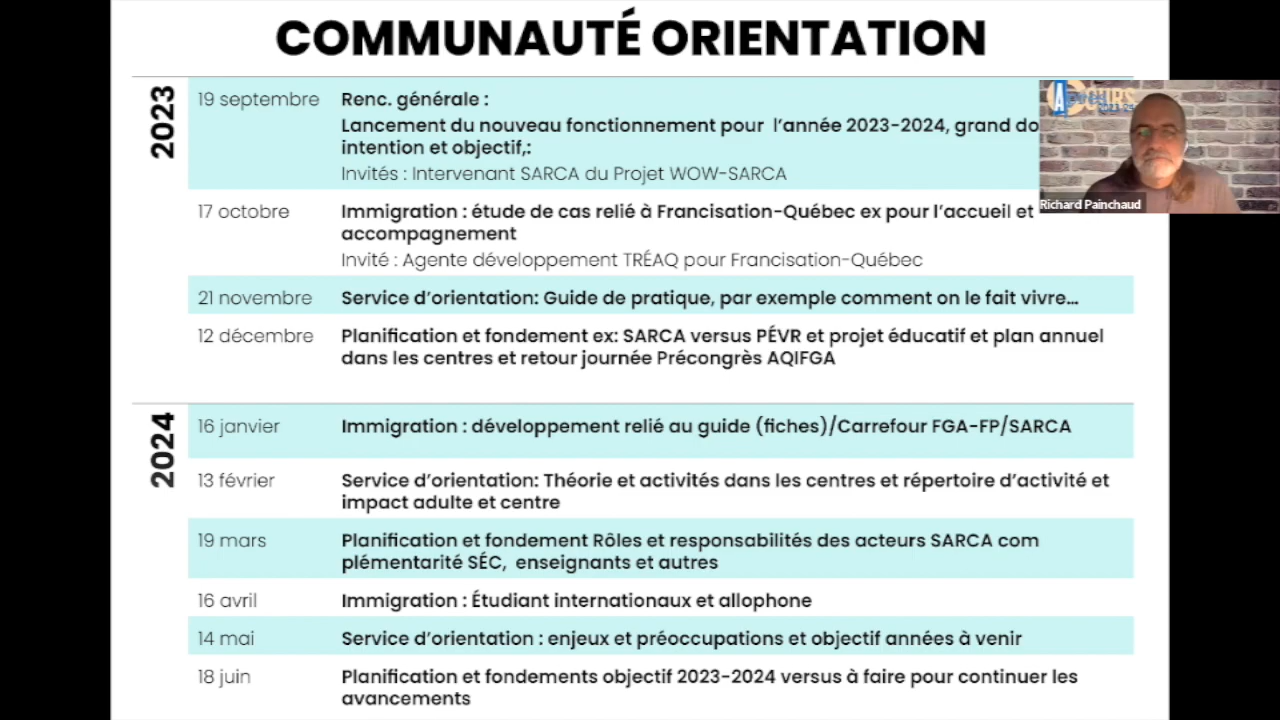 COMMUNAUTÉ ORIENTATION
2023
19 septembre
Renc. générale :
Lancement du nouveau fonctionnement pour l'année 2023-2024, grand
intention et objectif,:
Invités : Intervenant SARCA du Projet WOW-SARCA
17 octobre
Immigration : étude de cas relié à Francisation-Québec ex pour l'accueil et
accompagnement
Invité : Agente développement TRÉAQ pour Francisation-Québec
21 novembre
Service d'orientation: Guide de pratique, par exemple comment on le fait vivre...
12 décembre
Planification et fondement ex: SARCA versus PÉVR et projet éducatif et plan annuel
dans les centres et retour journée Précongrès AQIFGA
2024
16 janvier
Immigration : développement relié au guide (fiches)/Carrefour FGA-FP/SARCA
13 février
Service d'orientation: Théorie et activités dans les centres et répertoire d'activité et
impact adulte et centre
19 mars
Planification et fondement Rôles et responsabilités des acteurs SARCA com
plémentarité SÉC, enseignants et autres
16 avril
Immigration : Étudiant internationaux et allophone
14 mai
Service d'orientation : enjeux et préoccupations et objectif années à venir
18 juin
Planification et fondements objectif 2023-2024 versus à faire pour continuer les
avancements
Richard Painchaud